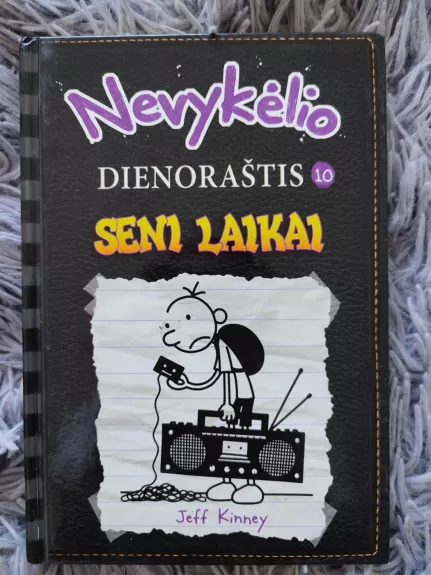 Nevykėlio
DIENORAŠTIS 10
SENI LAIKAI
Jeff Kinney